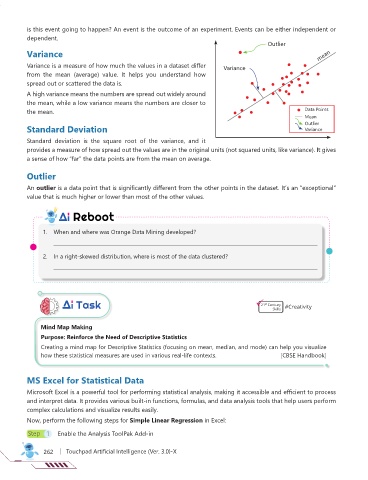 is this event going to happen? An event is the outcome of an experiment. Events can be either independent or
dependent.
Variance
Variance is a measure of how much the values in a dataset differ
from the mean (average) value. It helps you understand how
spread out or scattered the data is.
A high variance means the numbers are spread out widely around
the mean, while a low variance means the numbers are closer to
the mean.
Outlier
mean
Variance
Data Points
Mean
Outlier
Variance
Standard Deviation
Standard deviation is the square root of the variance, and it
provides a measure of how spread out the values are in the original units (not squared units, like variance). It gives
a sense of how "far" the data points are from the mean on average.
Outlier
An outlier is a data point that is significantly different from the other points in the dataset. It's an "exceptional"
value that is much higher or lower than most of the other values.
Ai Reboot
1. When and where was Orange Data Mining developed?
2. In a right-skewed distribution, where is most of the data clustered?
Ai Task
21st Century
Skills
#Creativity
Mind Map Making
Purpose: Reinforce the Need of Descriptive Statistics
Creating a mind map for Descriptive Statistics (focusing on mean, median, and mode) can help you visualize
how these statistical measures are used in various real-life contexts. [CBSE Handbook]
MS Excel for Statistical Data
Microsoft Excel is a powerful tool for performing statistical analysis, making it accessible and efficient to process
and interpret data. It provides various built-in functions, formulas, and data analysis tools that help users perform
complex calculations and visualize results easily.
Now, perform the following steps for Simple Linear Regression in Excel:
Step 1 Enable the Analysis ToolPak Add-in
262 | Touchpad Artificial Intelligence (Ver. 3.0)-X